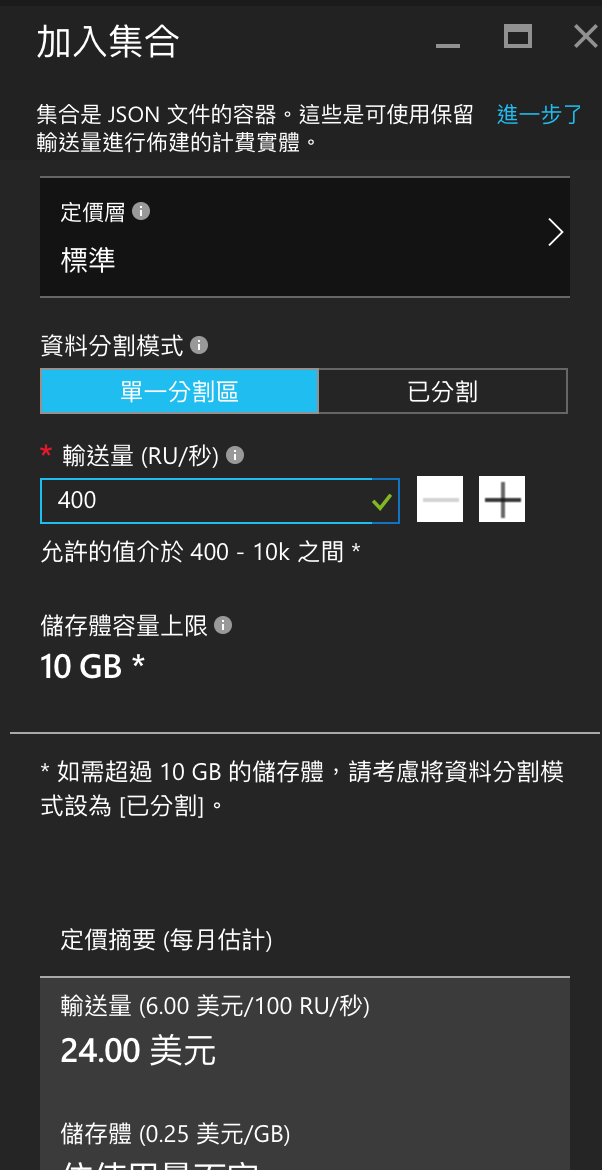 加入集合
集合是 JSON 文件的容器。這些是可使用保留 進一步了
輸送量進行佈建的計費實體。
定價層
標準
資料分割模式
單一分割區 已分割
* 輸送量 (RU/秒)
400
允許的值介於 400 - 10k 之間 *
儲存體容量上限
10 GB *
* 如需超過 10 GB 的儲存體，請考慮將資料分割模
式設為 [已分割]。
定價摘要 (每月估計)
輸送量 (6.00 美元/100 RU/秒)
24.00 美元
儲存體 (0.25 美元/GB)